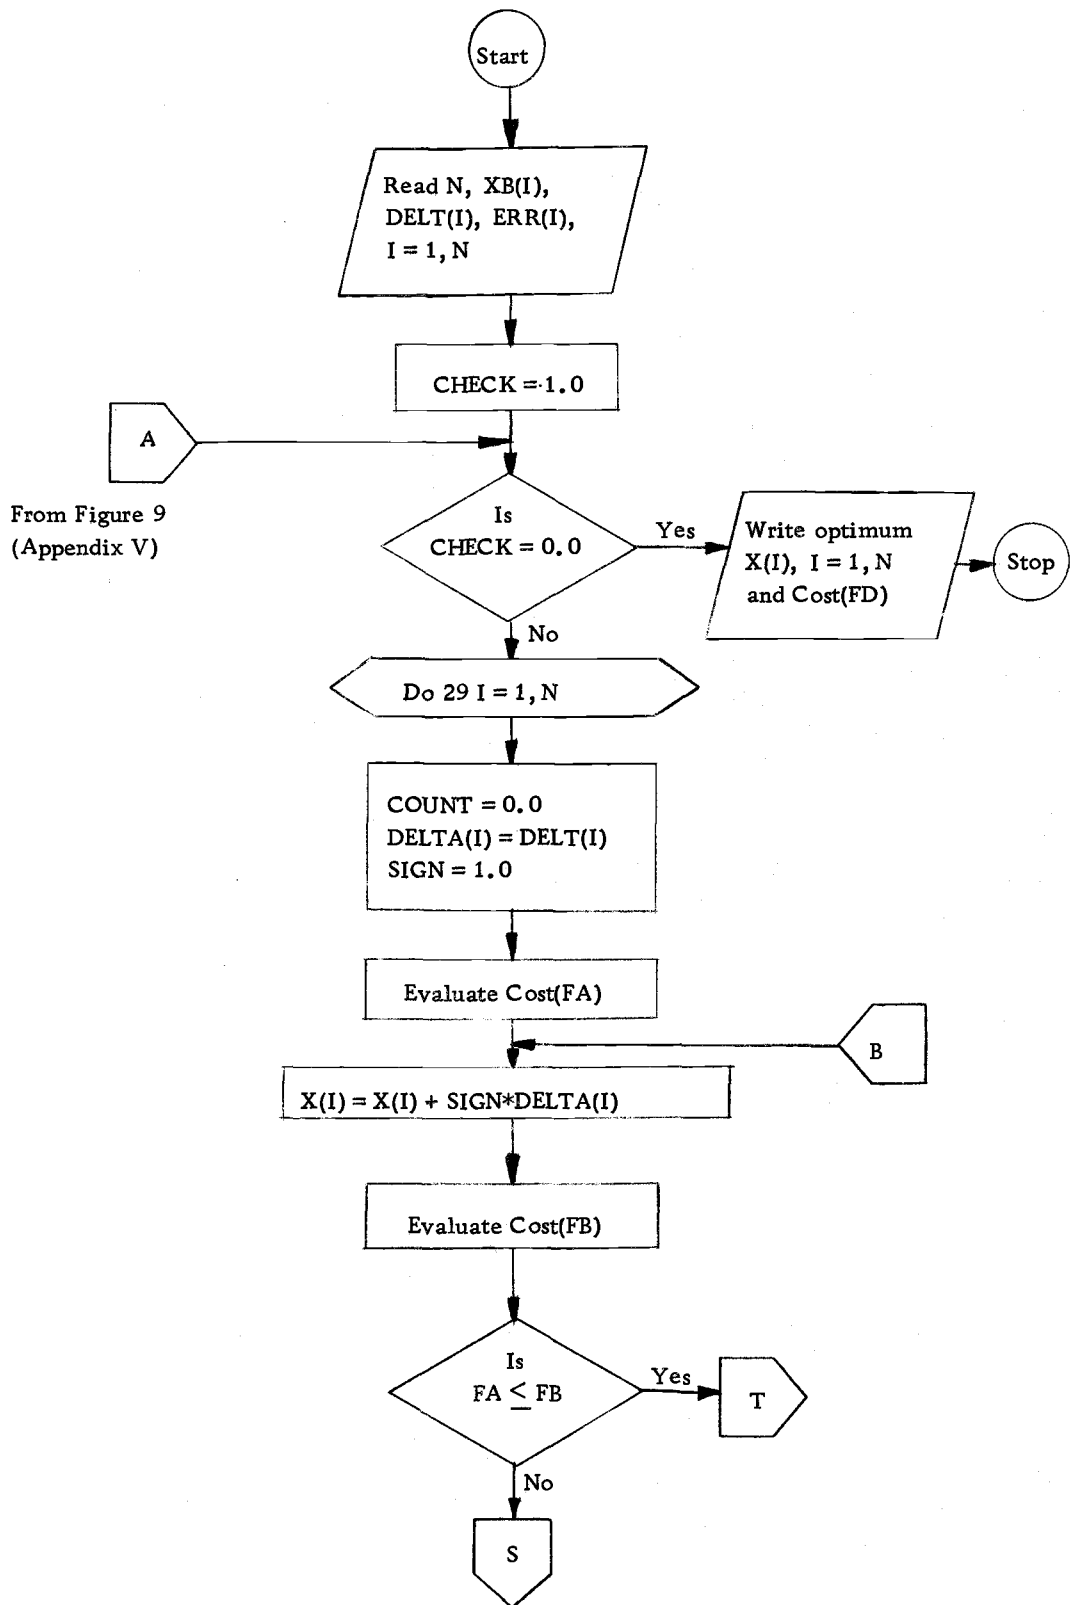 Start
Read N, XB(I),
DELT(I), ERR(I),
I = 1, N
CHECK = 1.0
A
From Figure 9
(Appendix V)
Is
CHECK = 0.0
Yes
Write optimum
X(I), I = 1, N
and Cost(FD)
Stop
No
Do 29 I = 1, N
COUNT = 0.0
DELTA(I) = DELT(I)
SIGN = 1.0
Evaluate Cost(FA)
B
X(I) = X(I) + SIGN*DELTA(I)
Evaluate Cost(FB)
Is
FA ≤ FB
Yes
T
No
S